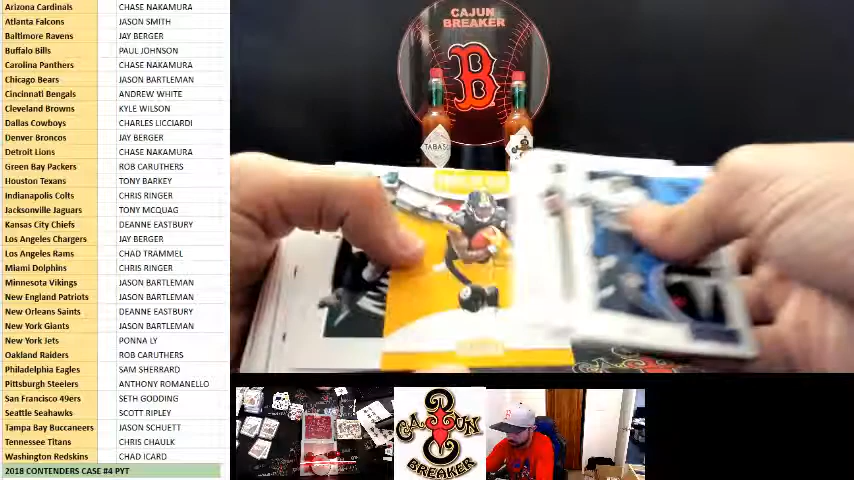 Arizona Cardinals CHASE NAKAMURA
Atlanta Falcons JASON SMITH
Baltimore Ravens JAY BERGER
Buffalo Bills PAUL JOHNSON
Carolina Panthers CHASE NAKAMURA
Chicago Bears JASON BARTLEMAN
Cincinnati Bengals ANDREW WHITE
Cleveland Browns KYLE WILSON
Dallas Cowboys CHARLES LICCIARDI
Denver Broncos JAY BERGER
Detroit Lions CHASE NAKAMURA
Green Bay Packers ROB CARUTHERS
Houston Texans TONY BARKEY
Indianapolis Colts CHRIS RINGER
Jacksonville Jaguars TONY MCQUAG
Kansas City Chiefs DEANNE EASTBURY
Los Angeles Chargers JAY BERGER
Los Angeles Rams CHAD TRAMMEL
Miami Dolphins CHRIS RINGER
Minnesota Vikings JASON BARTLEMAN
New England Patriots JASON BARTLEMAN
New Orleans Saints DEANNE EASTBURY
New York Giants JASON BARTLEMAN
New York Jets PONNA LY
Oakland Raiders ROB CARUTHERS
Philadelphia Eagles SAM SHERRARD
Pittsburgh Steelers ANTHONY ROMANELLO
San Francisco 49ers SETH GODDING
Seattle Seahawks SCOTT RIPLEY
Tampa Bay Buccaneers JASON SCHUETT
Tennessee Titans CHRIS CHAULK
Washington Redskins CHAD ICARD
2018 CONTENDERS CASE #4 PYT
CAJUN
BREAKER
B
CAJUN
BREAKER